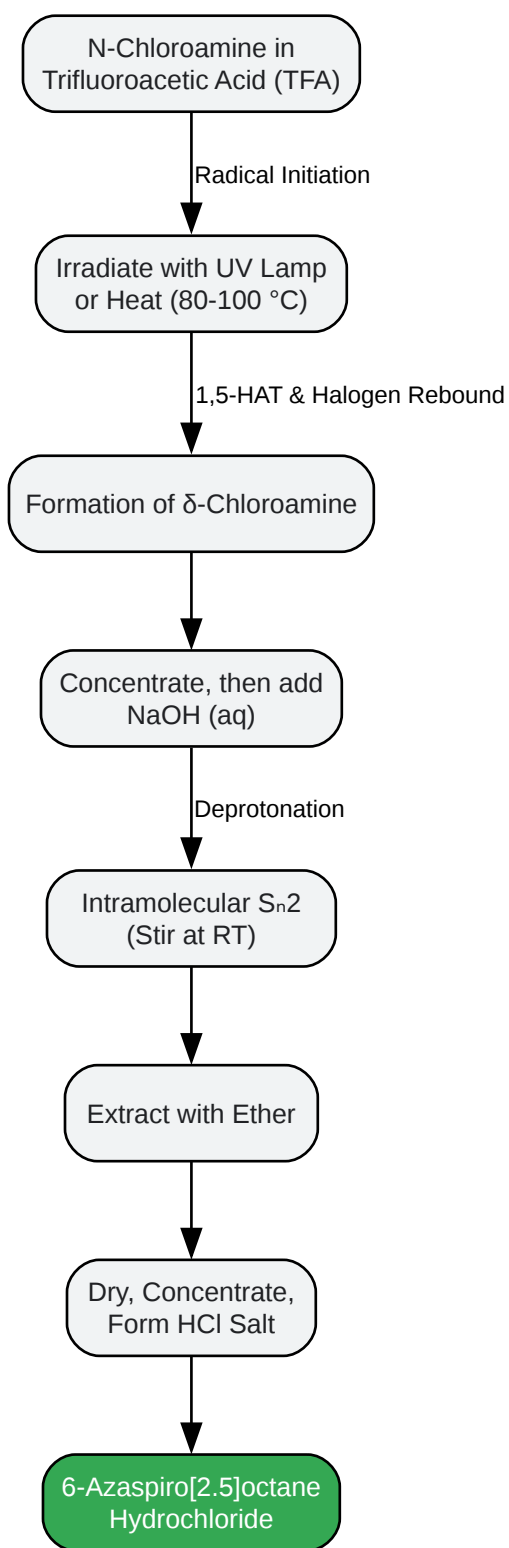 N-Chloroamine in
Trifluoroacetic Acid (TFA)
Radical Initiation
Irradiate with UV Lamp
or Heat (80-100 °C)
1,5-HAT & Halogen Rebound
Formation of δ-Chloroamine
Concentrate, then add
NaOH (aq)
Deprotonation
Intramolecular Sₙ2
(Stir at RT)
Extract with Ether
Dry, Concentrate,
Form HCl Salt
6-Azaspiro[2.5]octane
Hydrochloride